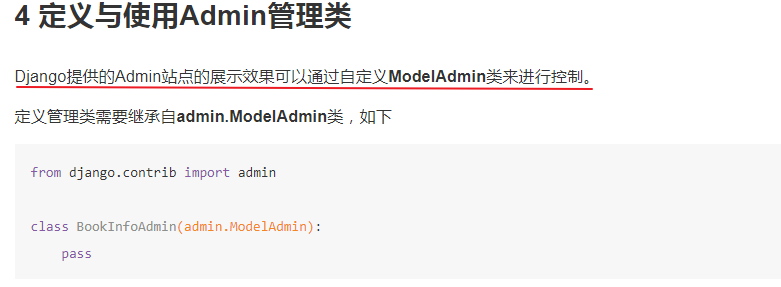 4 定义与使用Admin管理类
Django提供的Admin站点的展示效果可以通过自定义ModelAdmin类来进行控制。
定义管理类需要继承自admin.ModelAdmin类，如下
from django.contrib import admin
class BookInfoAdmin(admin.ModelAdmin):
    pass